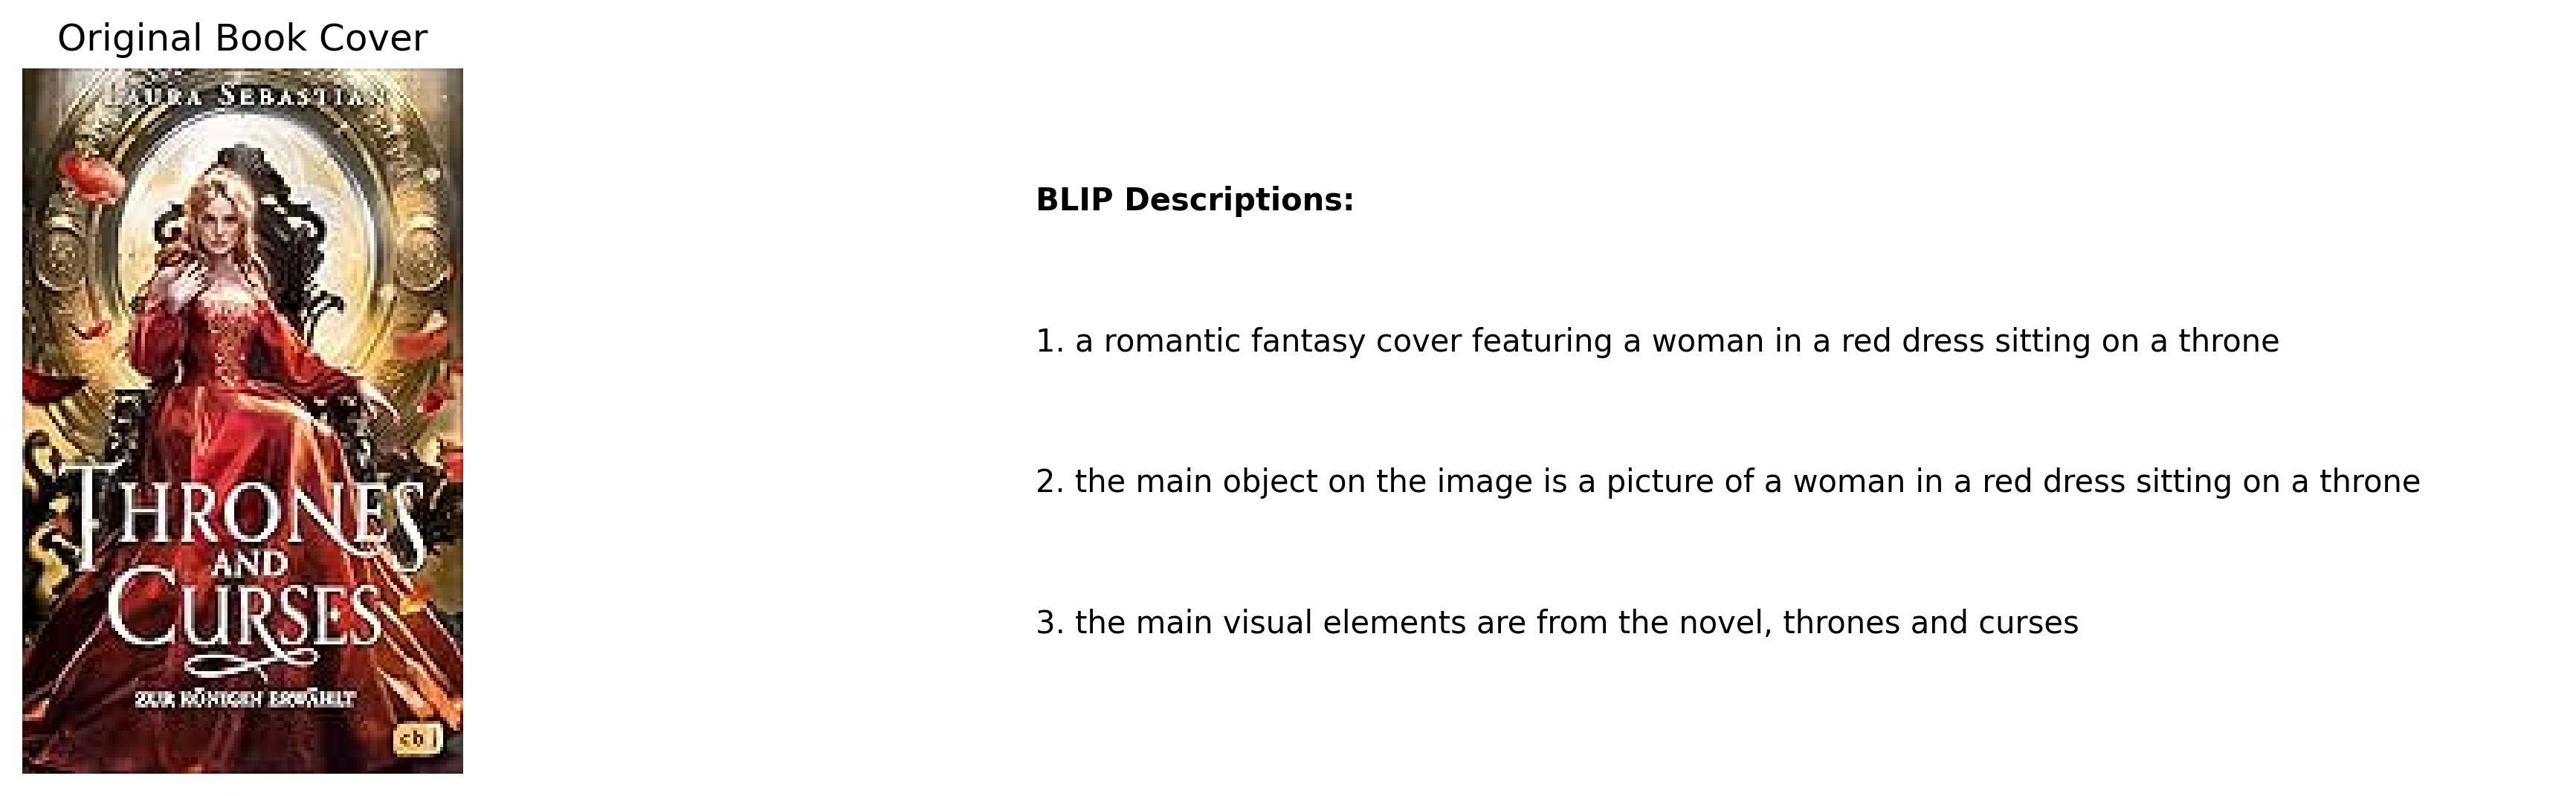 Original Book Cover
LAURA SEBASTIAN
THRONES
AND
CURSES
ZUR KÖNIGIN ERWÄHLT
cbj
BLIP Descriptions:
1. a romantic fantasy cover featuring a woman in a red dress sitting on a throne
2. the main object on the image is a picture of a woman in a red dress sitting on a throne
3. the main visual elements are from the novel, thrones and curses